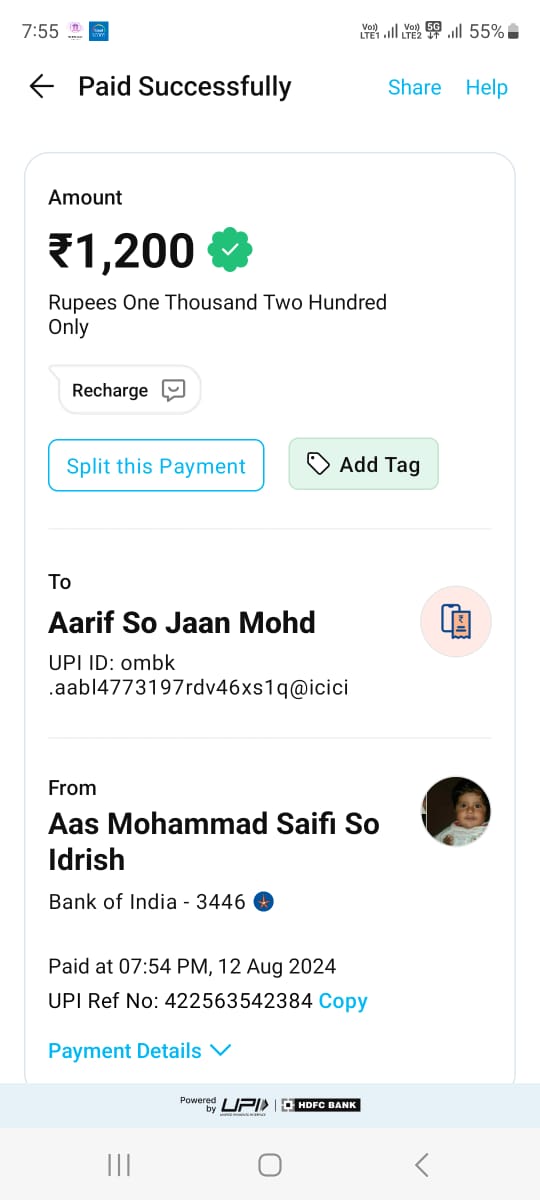 7:55
Vo)) LTE1 Vo)) LTE2 5G 55%
Paid Successfully Share Help
Amount
₹1,200
Rupees One Thousand Two Hundred
Only
Recharge
Split this Payment Add Tag
To
Aarif So Jaan Mohd
UPI ID: ombk
.aabl4773197rdv46xs1q@icici
From
Aas Mohammad Saifi So
Idrish
Bank of India - 3446
Paid at 07:54 PM, 12 Aug 2024
UPI Ref No: 422563542384 Copy
Payment Details
Powered by UPI HDFC BANK